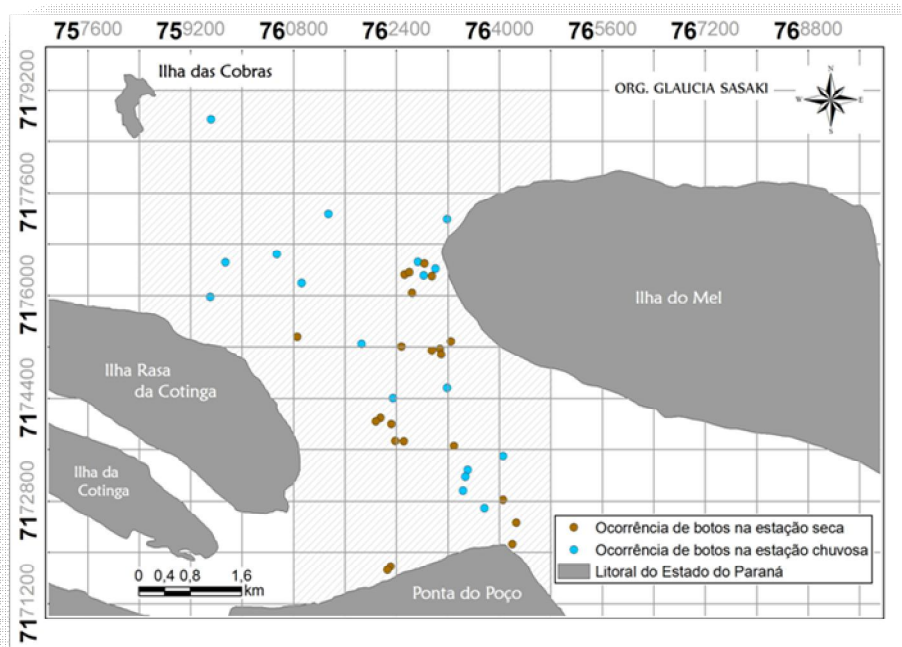 757600 759200 760800 762400 764000 765600 767200 768800
7179200
7177600
7176000
7174400
7172800
7171200
Ilha das Cobras
ORG. GLAUCIA SASAKI
N
W
E
S
Ilha do Mel
Ilha Rasa
da Cotinga
Ilha da
Cotinga
Ocorrência de botos na estação seca
Ocorrência de botos na estação chuvosa
Litoral do Estado do Paraná
0 0,4 0,8 1,6
km
Ponta do Poço